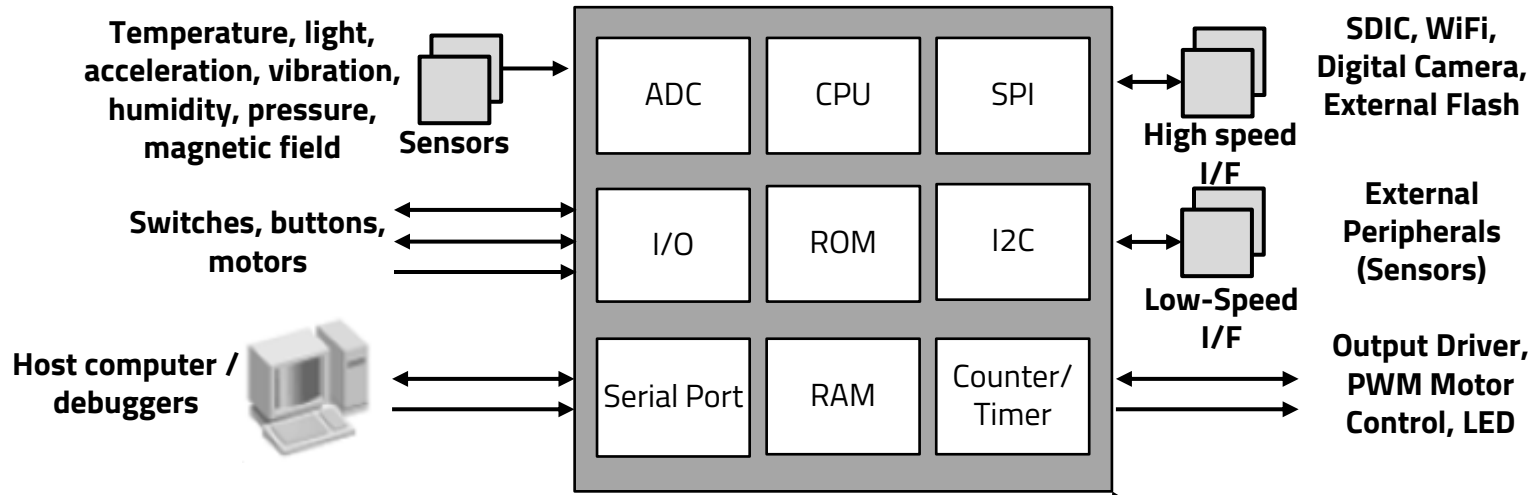 Temperature, light,
acceleration, vibration,
humidity, pressure,
magnetic field
Sensors
Switches, buttons,
motors
Host computer /
debuggers
ADC
CPU
SPI
I/O
ROM
I2C
Serial Port
RAM
Counter/
Timer
High speed
I/F
SDIC, WiFi,
Digital Camera,
External Flash
Low-Speed
I/F
External
Peripherals
(Sensors)
Output Driver,
PWM Motor
Control, LED